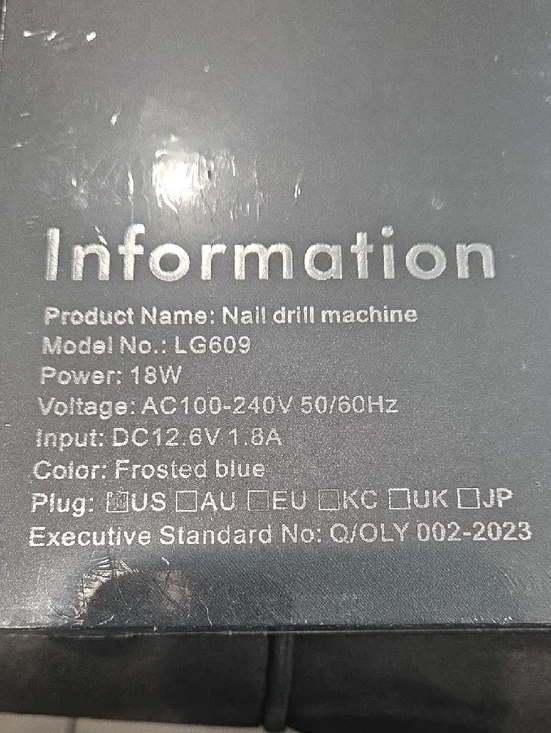 Information
Product Name: Nail drill machine
Model No.: LG609
Power: 18W
Voltage: AC100-240V 50/60Hz
Input: DC12.6V 1.8A
Color: Frosted blue
Plug: ☒US ☐AU ☐EU ☐KC ☐UK ☐JP
Executive Standard No: Q/OLY 002-2023